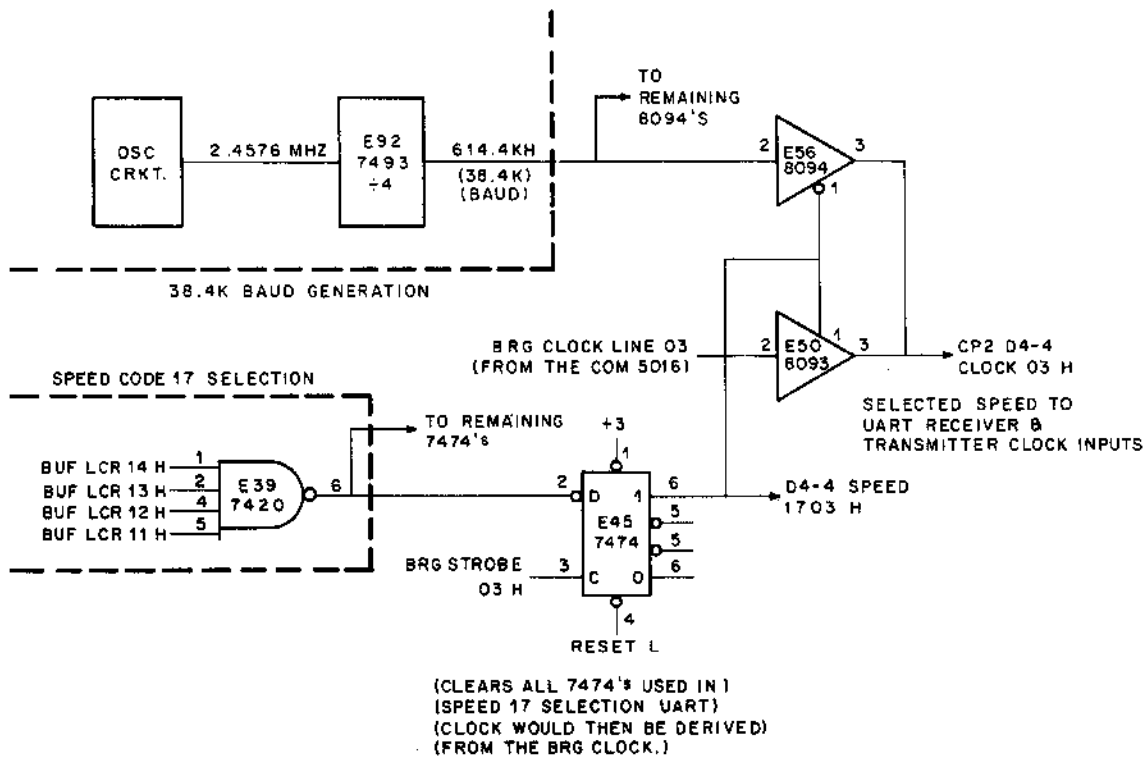 TO
REMAINING
8094'S
OSC
CRKT.
2.4576 MHZ
E92
7493
÷4
614.4KH
(38.4K)
(BAUD)
2
E56
8094
3
1
38.4K BAUD GENERATION
BRG CLOCK LINE 03
(FROM THE COM 5016)
2
E50
8093
1
3
CP2 D4-4
CLOCK 03 H
SELECTED SPEED TO
UART RECEIVER &
TRANSMITTER CLOCK INPUTS
SPEED CODE 17 SELECTION
TO REMAINING
7474's
BUF LCR 14 H
BUF LCR 13 H
BUF LCR 12 H
BUF LCR 11 H
1
2
4
5
E39
7420
6
+3
1
2
D
1
6
E45
7474
5
5
BRG STROBE
03 H
3
C
0
6
4
RESET L
D4-4 SPEED
1703 H
(CLEARS ALL 7474's USED IN)
(SPEED 17 SELECTION UART)
(CLOCK WOULD THEN BE DERIVED)
(FROM THE BRG CLOCK.)